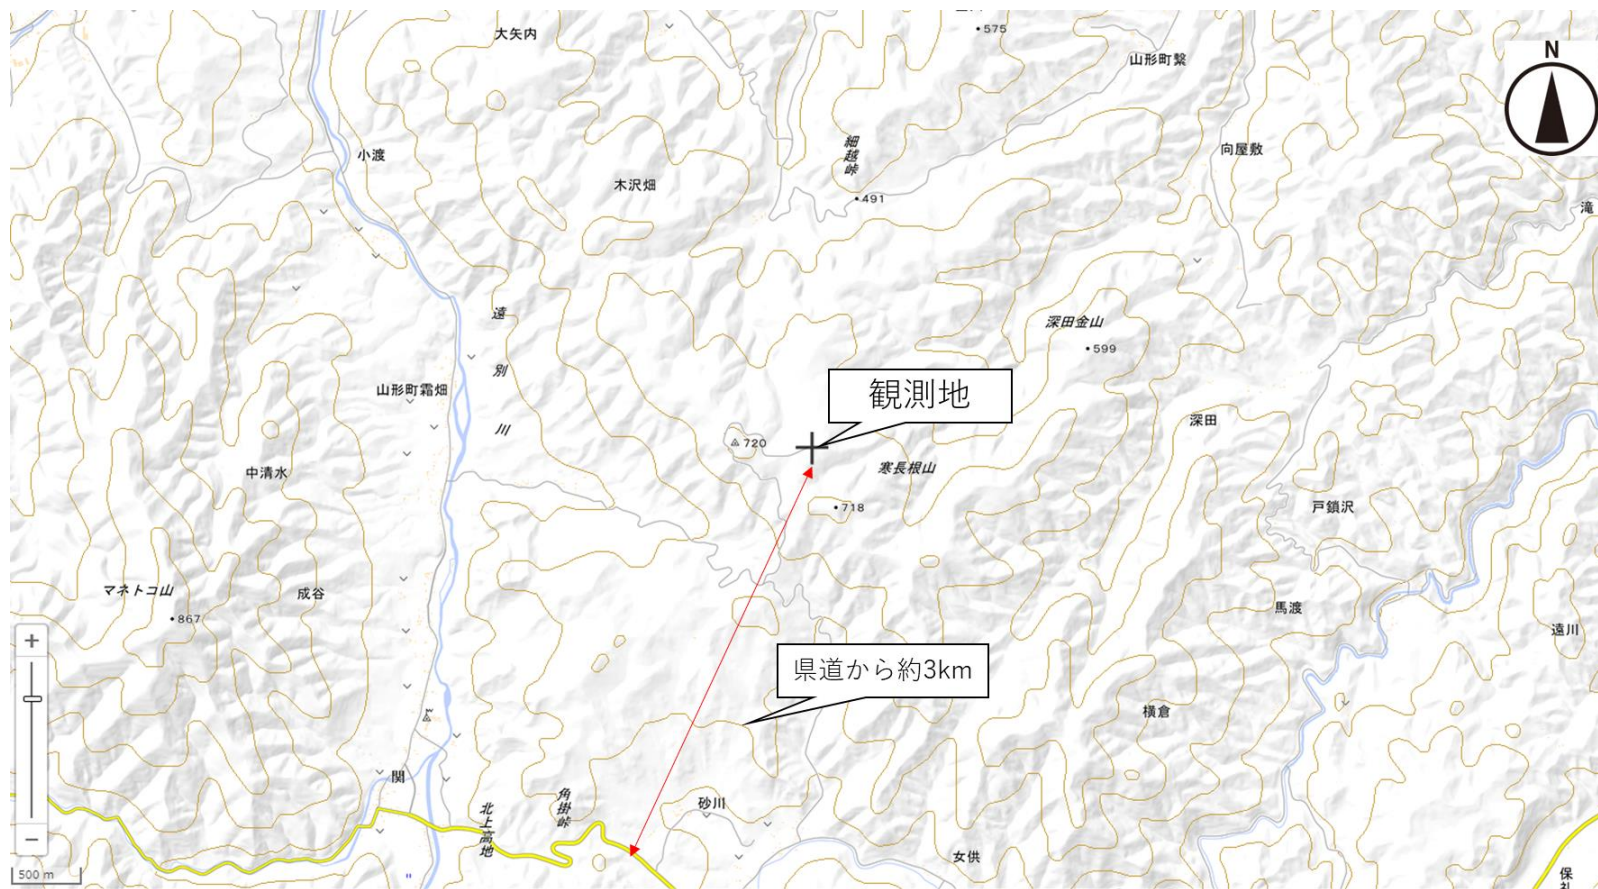 大矢内
575
山形町繋
N
細越峠
向屋敷
小渡
木沢畑
491
滝
遠別川
深田金山
599
山形町霜畑
観測地
深田
720
寒長根山
中清水
718
戸鎖沢
マネトコ山
成谷
867
馬渡
遠川
+
県道から約3km
横倉
関
角掛峠
砂川
北上高地
−
女供
500 m
保礼